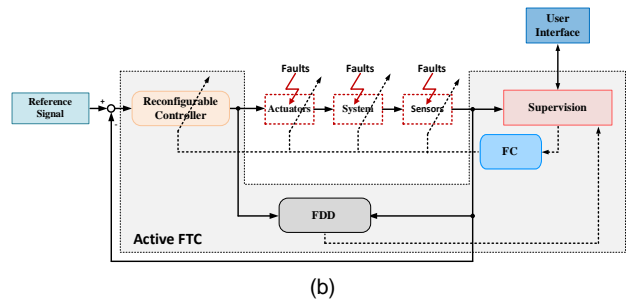 User
Interface
Faults
Faults
Faults
Reference
Signal
+
-
Reconfigurable
Controller
Actuators
System
Sensors
Supervision
FC
FDD
Active FTC
(b)